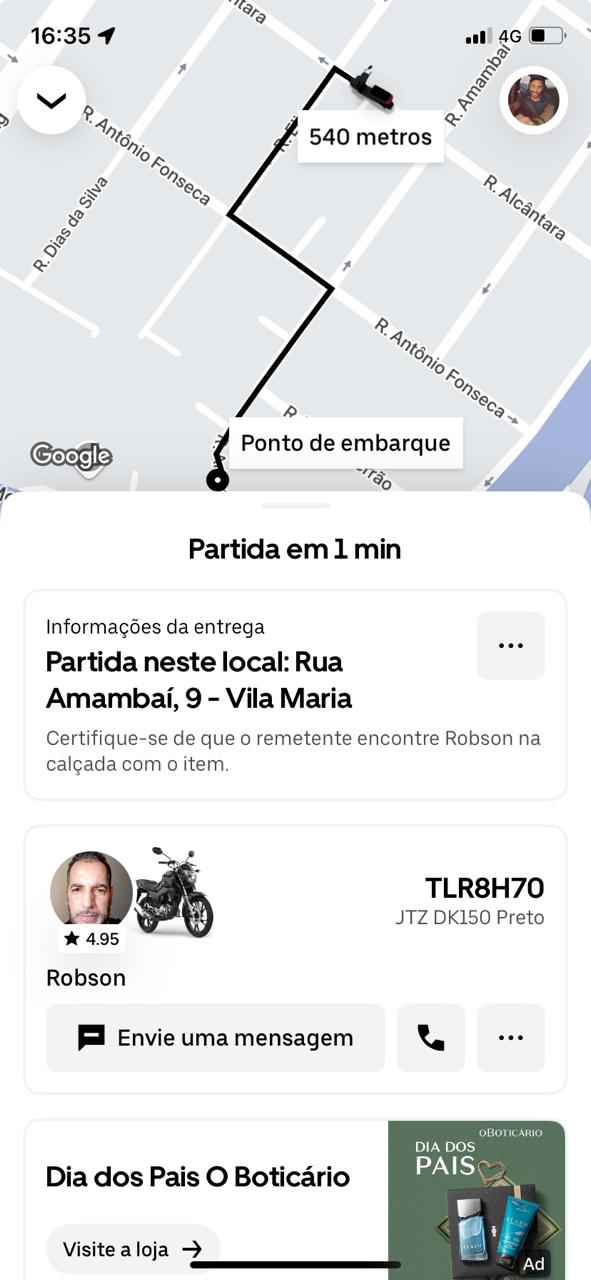 16:35
4G
ntara
R. Amambaí
R. Antônio Fonseca
540 metros
R. Alcântara
R. Dias da Silva
R. Antônio Fonseca
Google
Ponto de embarque
Partida em 1 min
Informações da entrega
Partida neste local: Rua
Amambaí, 9 - Vila Maria
Certifique-se de que o remetente encontre Robson na
calçada com o item.
TLR8H70
JTZ DK150 Preto
4.95
Robson
Envie uma mensagem
Dia dos Pais O Boticário
Visite a loja
oBoticário
DIA DOS
PAIS
Ad